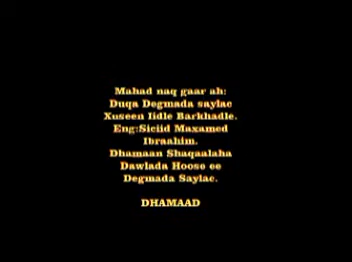 Mahad naq gaar ah:
Duqa Degmada saylac
Xuseen Iidle Barkhadle.
Eng:Siciid Maxamed
Ibraahim.
Dhamaan Shaqaalaha
Dawlada Hoose ee
Degmada Saylac.
DHAMAAD